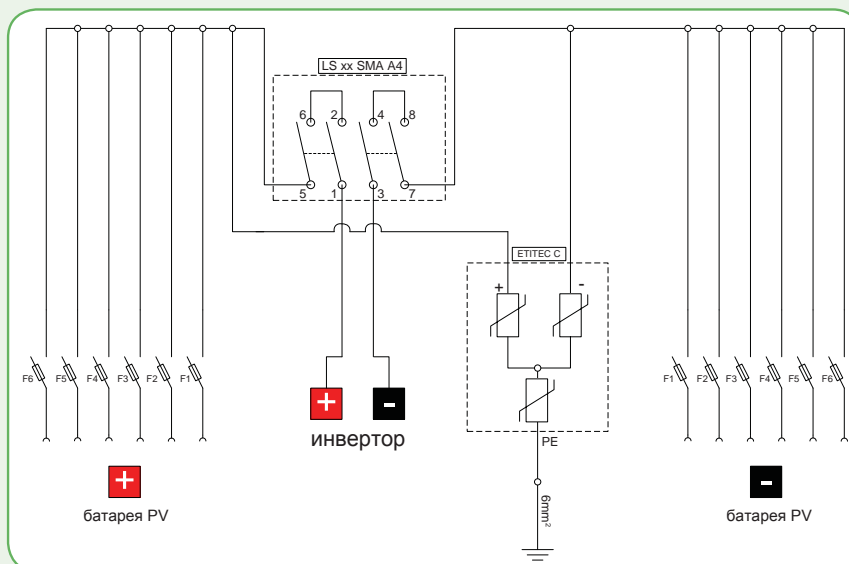 LS xx SMA A4
6 2 4 8
5 1 3 7
ETITEC C
+ -
F6 F5 F4 F3 F2 F1
F1 F2 F3 F4 F5 F6
+ -
инвертор
PE
+
-
6mm²
батарея PV
батарея PV